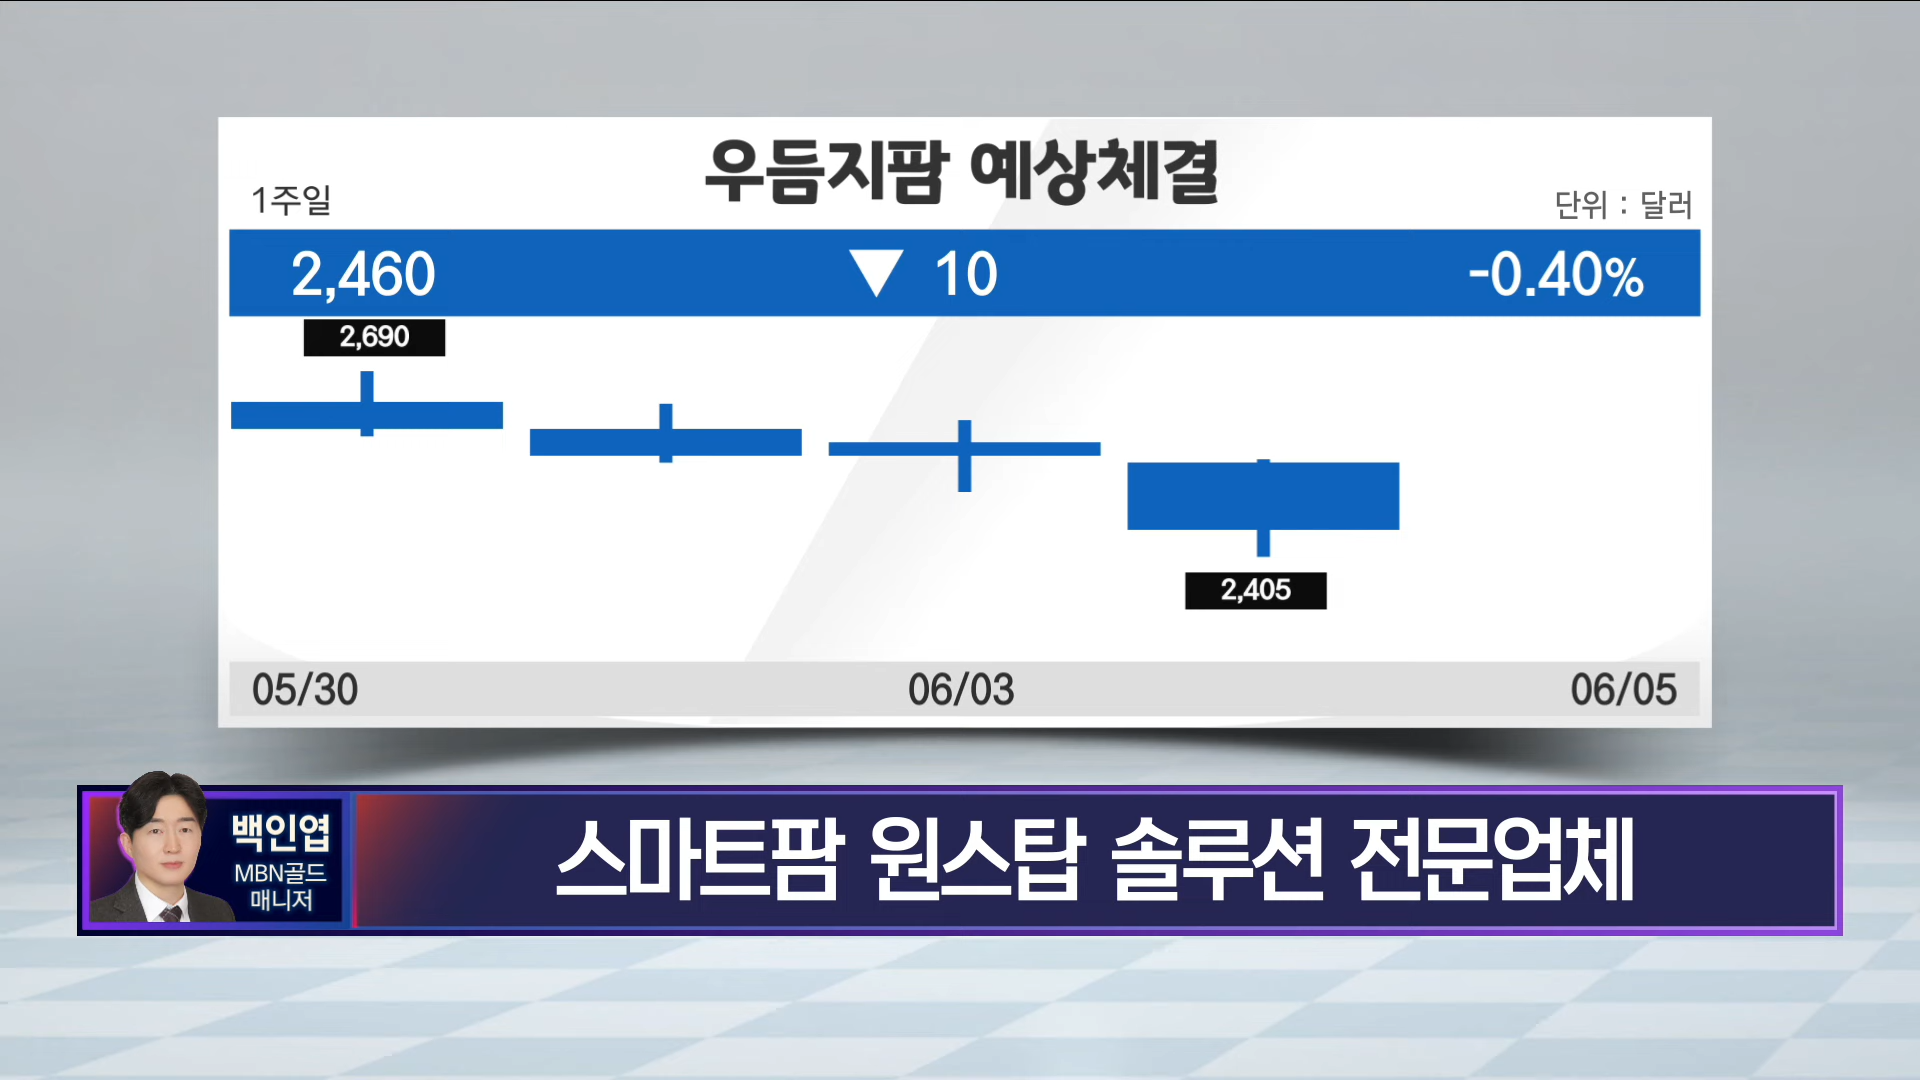 우듬지팜 예상체결
1주일
단위 : 달러
2,460 ▼ 10 -0.40%
2,690
2,405
05/30 06/03 06/05
백인엽
MBN골드
매니저
스마트팜 원스탑 솔루션 전문업체